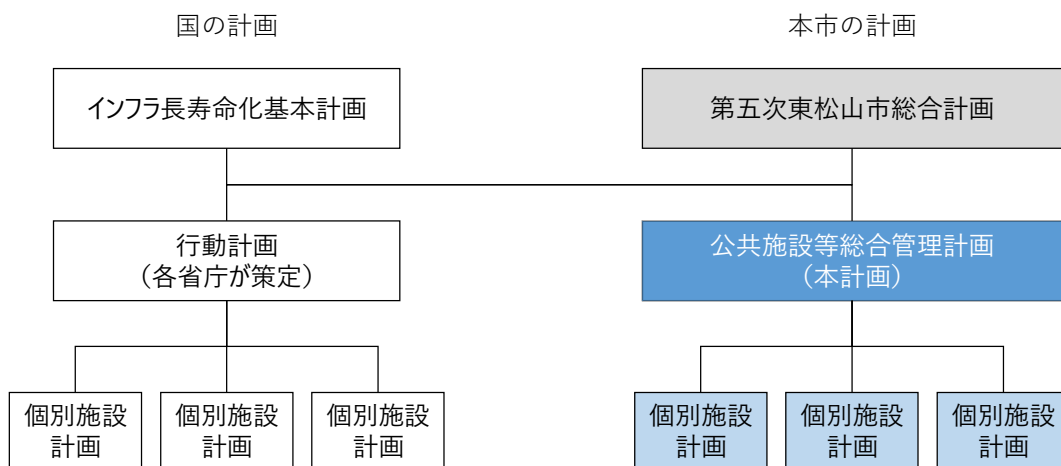 国の計画
本市の計画
インフラ長寿命化基本計画
第五次東松山市総合計画
行動計画
（各省庁が策定）
公共施設等総合管理計画
（本計画）
個別施設
計画
個別施設
計画
個別施設
計画
個別施設
計画
個別施設
計画
個別施設
計画